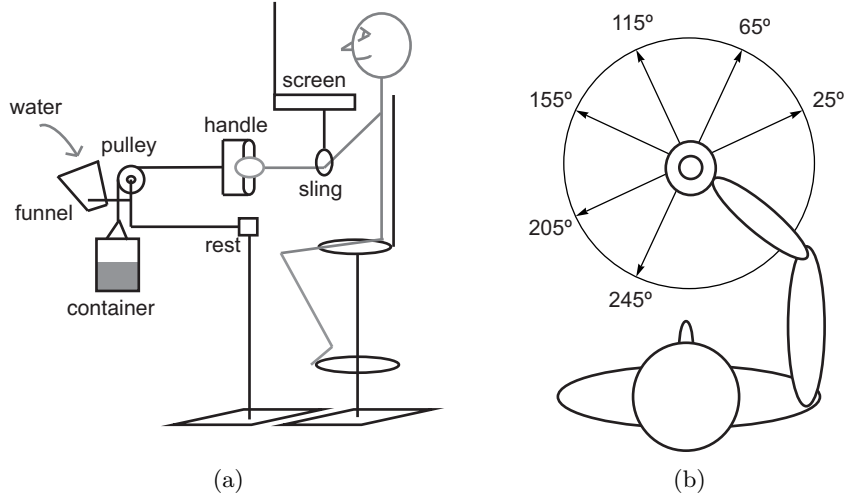 water
funnel
pulley
container
handle
rest
screen
sling
(a)
115º
65º
155º
25º
205º
245º
(b)